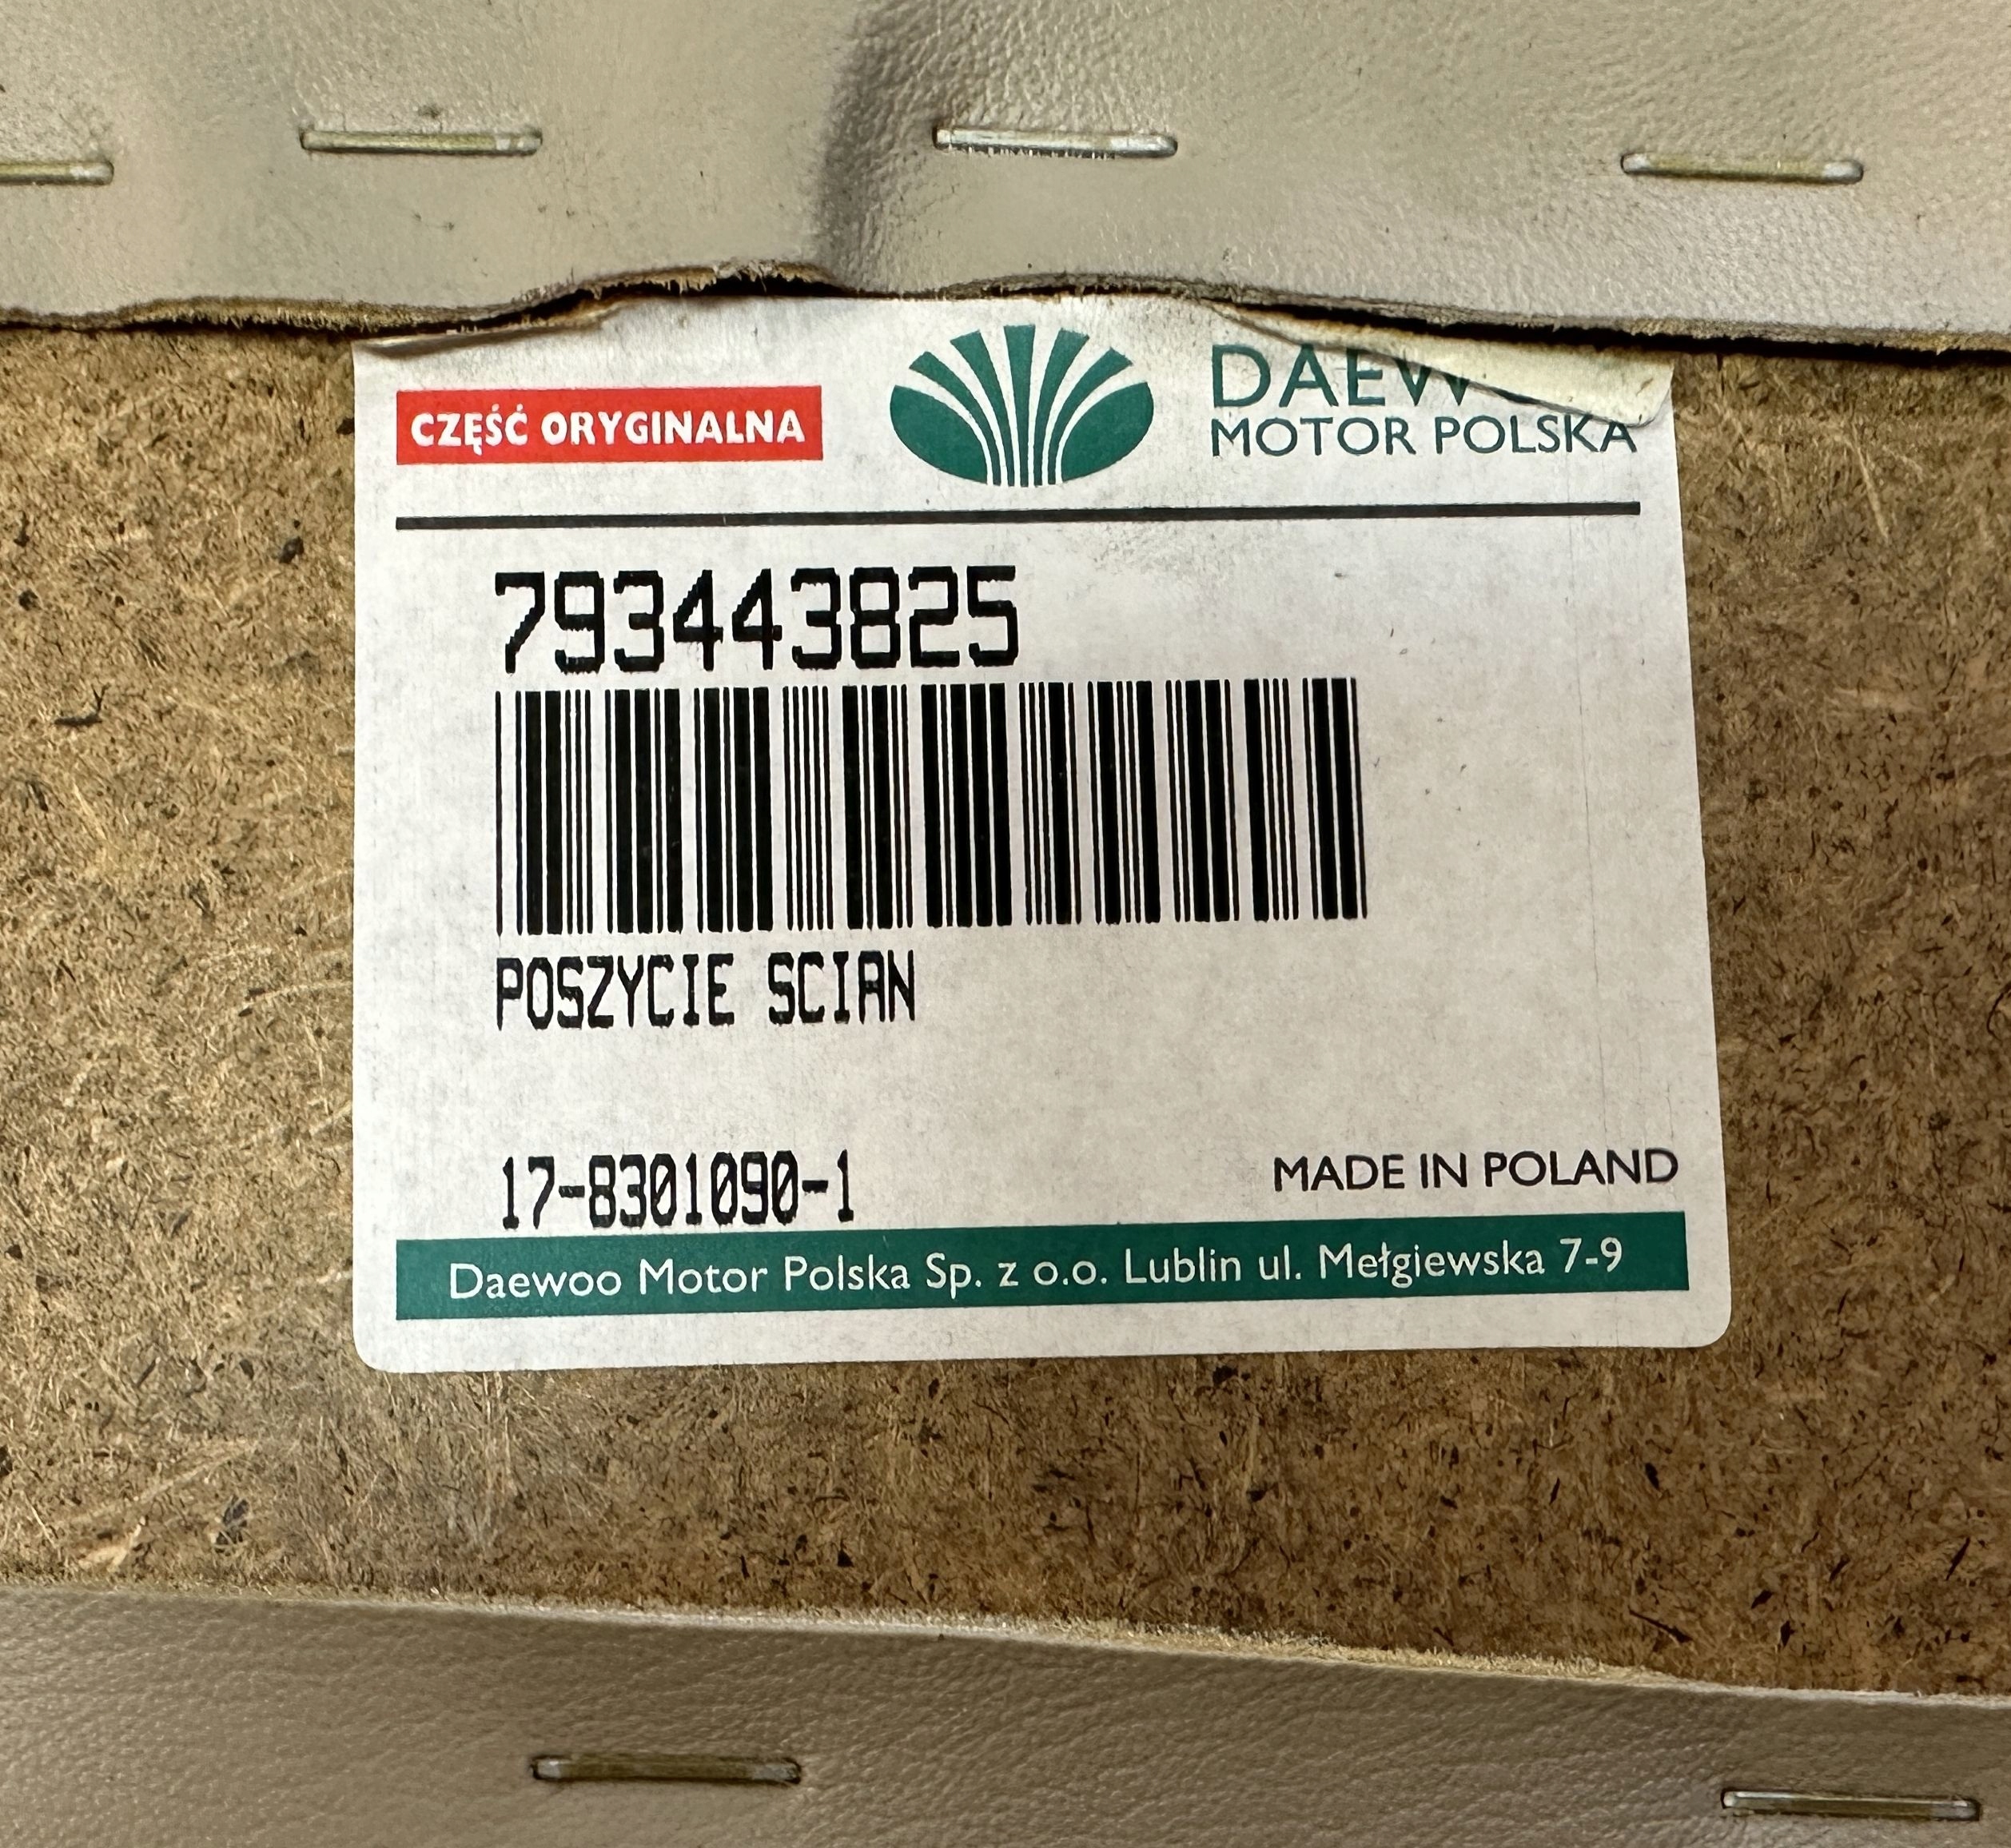 CZĘŚĆ ORYGINALNA
MOTOR POLSKA
793443825
POSZYCIE SCIAN
17-8301090-1
MADE IN POLAND
Daewoo Motor Polska Sp. z o.o. Lublin ul. Mełgiewska 7-9